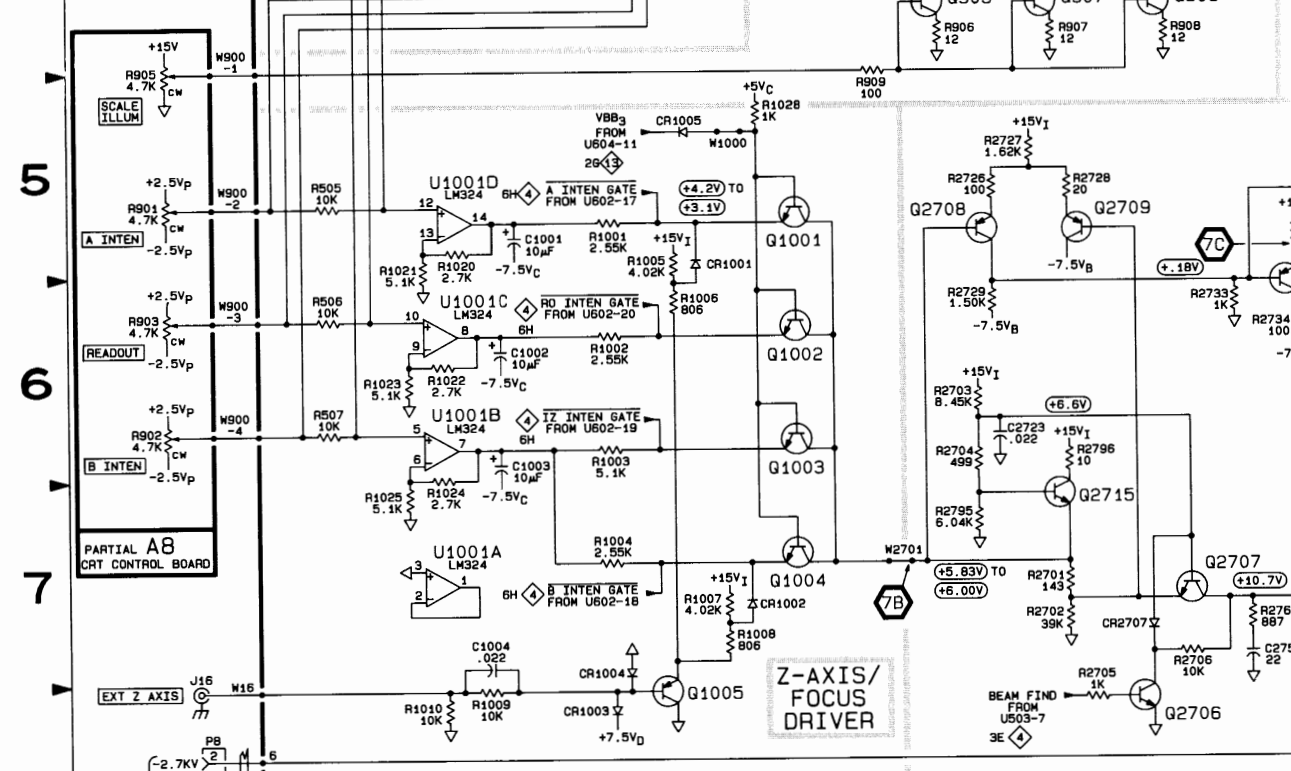 R906
12
R907
12
R908
12
+15V
R905
4.7K
CW
SCALE
ILLUM
W900
-1
R909
100
+5VC
R1028
1K
VBB3
FROM
U604-11
2G 13
CR1005
W1000
5
+2.5VP
R901
4.7K
CW
A INTEN
-2.5VP
W900
-2
R505
10K
U1001D
LM324
12
13
14
6H 4
A INTEN GATE
FROM U602-17
+4.2V TO
+3.1V
C1001
10µF
-7.5VC
R1001
2.55K
+15VI
R1005
4.02K
CR1001
R1006
806
Q1001
R1021
5.1K
R1020
2.7K
+15VI
R2727
1.62K
R2726
100
R2728
20
Q2708
Q2709
-7.5VB
R2729
1.50K
-7.5VB
7C
+.18V
R2733
1K
R2734
100
+2.5VP
R903
4.7K
CW
READOUT
-2.5VP
W900
-3
R506
10K
U1001C
LM324
10
9
8
4
6H
RO INTEN GATE
FROM U602-20
C1002
10µF
-7.5VC
R1002
2.55K
Q1002
R1023
5.1K
R1022
2.7K
6
+15VI
R2703
8.45K
+6.6V
C2723
.022
+15VI
R2796
10
R2704
499
R2795
6.04K
Q2715
+2.5VP
R902
4.7K
CW
B INTEN
-2.5VP
W900
-4
R507
10K
U1001B
LM324
5
6
7
4
6H
IZ INTEN GATE
FROM U602-19
C1003
10µF
-7.5VC
R1003
5.1K
Q1003
R1025
5.1K
R1024
2.7K
PARTIAL A8
CRT CONTROL BOARD
7
U1001A
LM324
3
2
1
R1004
2.55K
6H 4
B INTEN GATE
FROM U602-18
+15VI
R1007
4.02K
CR1002
R1008
806
Q1004
W2701
7B
+5.83V TO
+6.00V
R2701
143
R2702
39K
Q2707
+10.7V
CR2707
R2706
10K
887
22
R2705
1K
BEAM FIND
FROM
U503-7
3E 4
Q2706
EXT Z AXIS
J16
W16
C1004
.022
R1010
10K
R1009
10K
CR1004
CR1003
+7.5VD
Q1005
Z-AXIS/
FOCUS
DRIVER
P8
2
-2.7KV
6